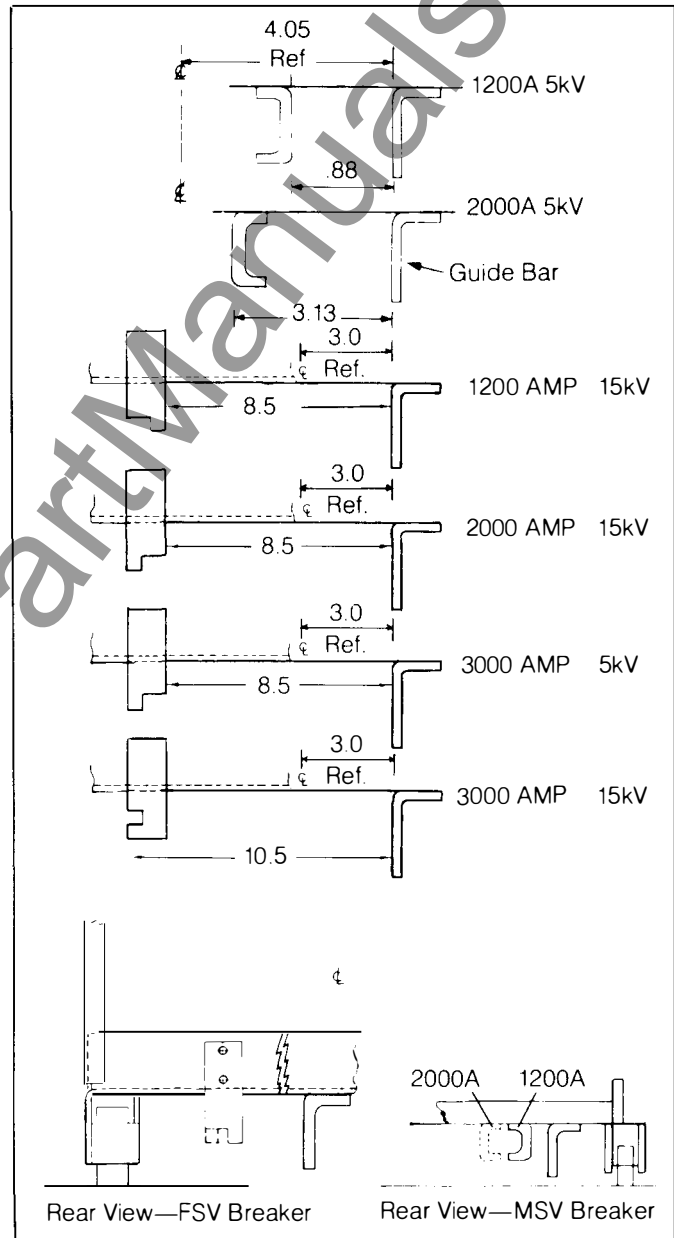 4.05
Ref
℄
1200A 5kV
.88
℄
2000A 5kV
Guide Bar
3.13
3.0
℄ Ref.
8.5
1200 AMP 15kV
3.0
℄ Ref.
8.5
2000 AMP 15kV
3.0
℄ Ref.
8.5
3000 AMP 5kV
3.0
℄ Ref.
10.5
3000 AMP 15kV
℄
2000A 1200A
Rear View—FSV Breaker
Rear View—MSV Breaker
artManuals